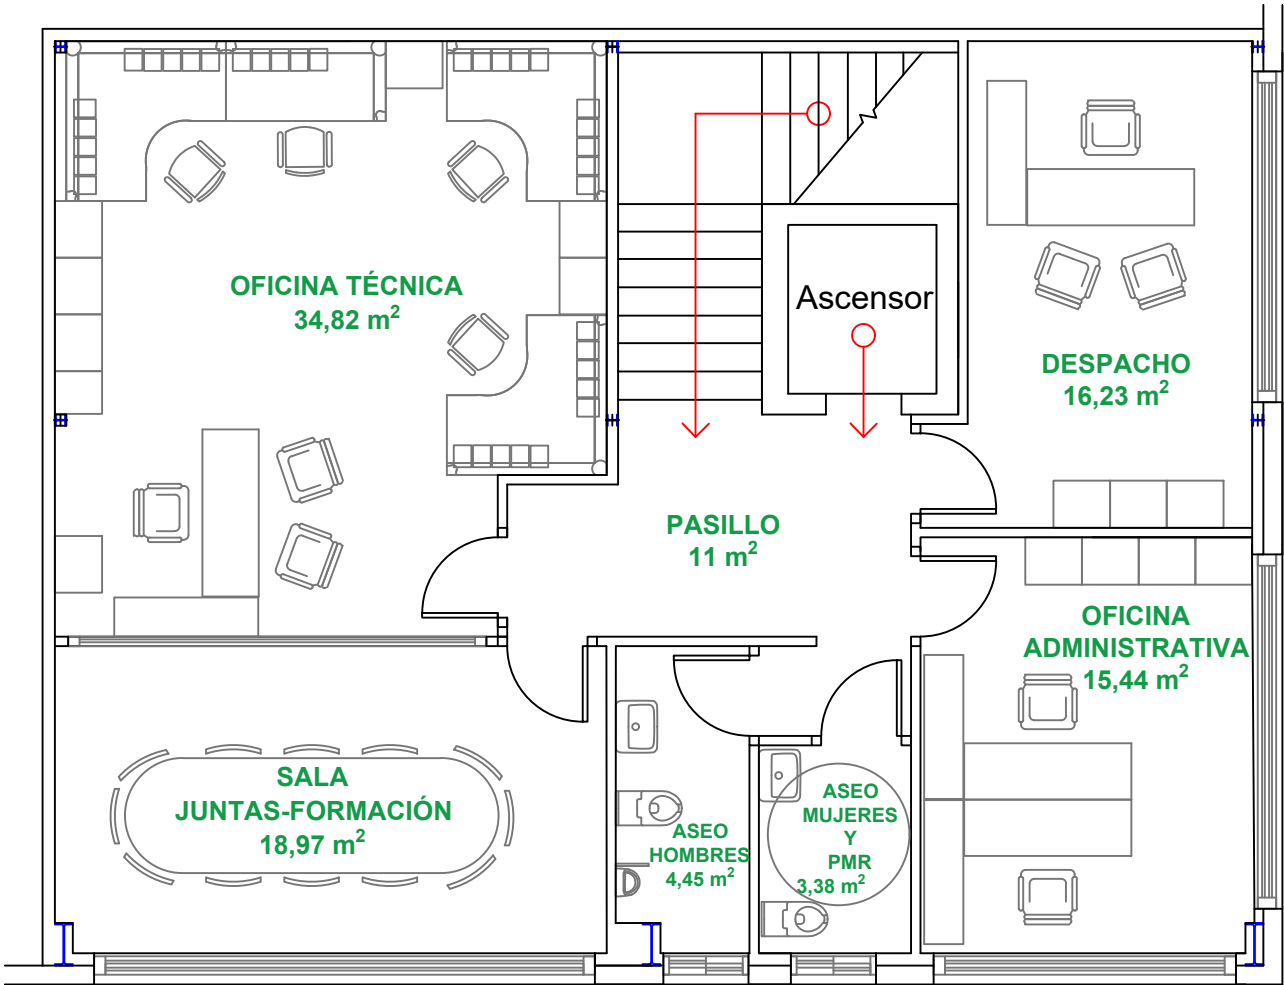 OFICINA TÉCNICA
34,82 m²
Ascensor
DESPACHO
16,23 m²
PASILLO
11 m²
OFICINA
ADMINISTRATIVA
15,44 m²
SALA
JUNTAS-FORMACIÓN
18,97 m²
ASEO
HOMBRES
4,45 m²
ASEO
MUJERES
Y
PMR
3,38 m²